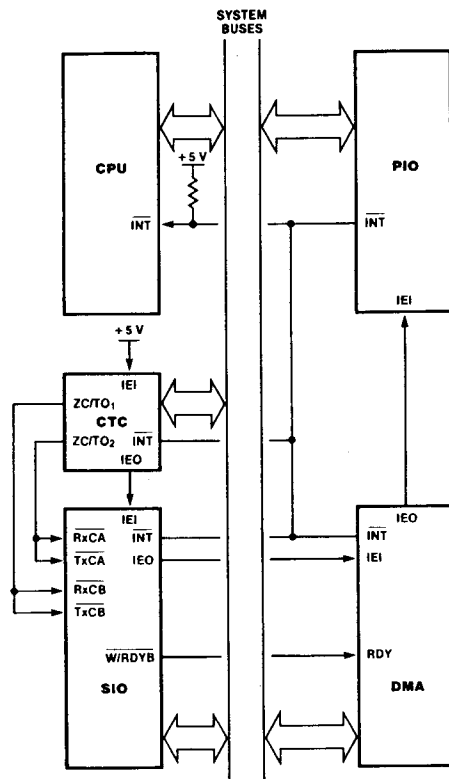 SYSTEM
BUSES
CPU
+5 V
INT
PIO
INT
IEI
+5 V
IEI
ZC/TO1
CTC
ZC/TO2
INT
IEO
IEI
RxCA
INT
TxCA
IEO
RxCB
TxCB
W/RDYB
SIO
IEO
INT
IEI
RDY
DMA